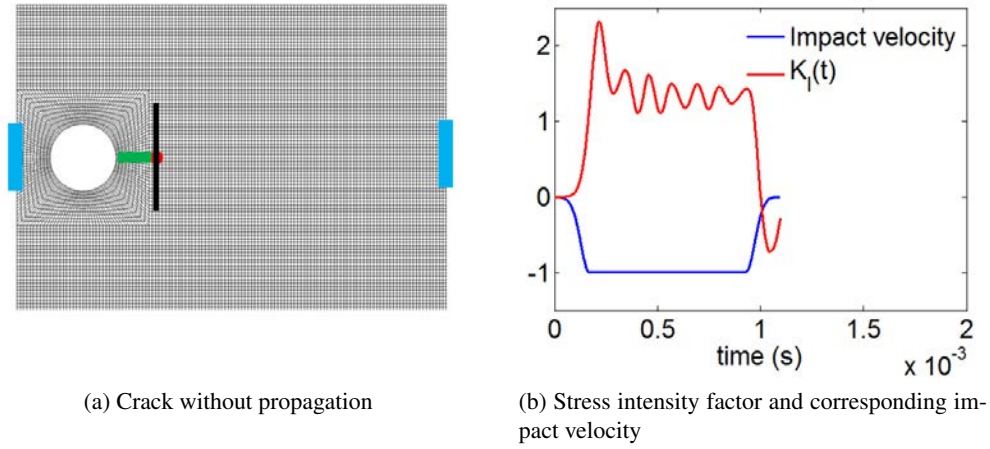 2
1
0
-1
Impact velocity
K_I(t)
0
0.5
1
1.5
2
time (s)
x 10^-3
(a) Crack without propagation
(b) Stress intensity factor and corresponding im-
pact velocity